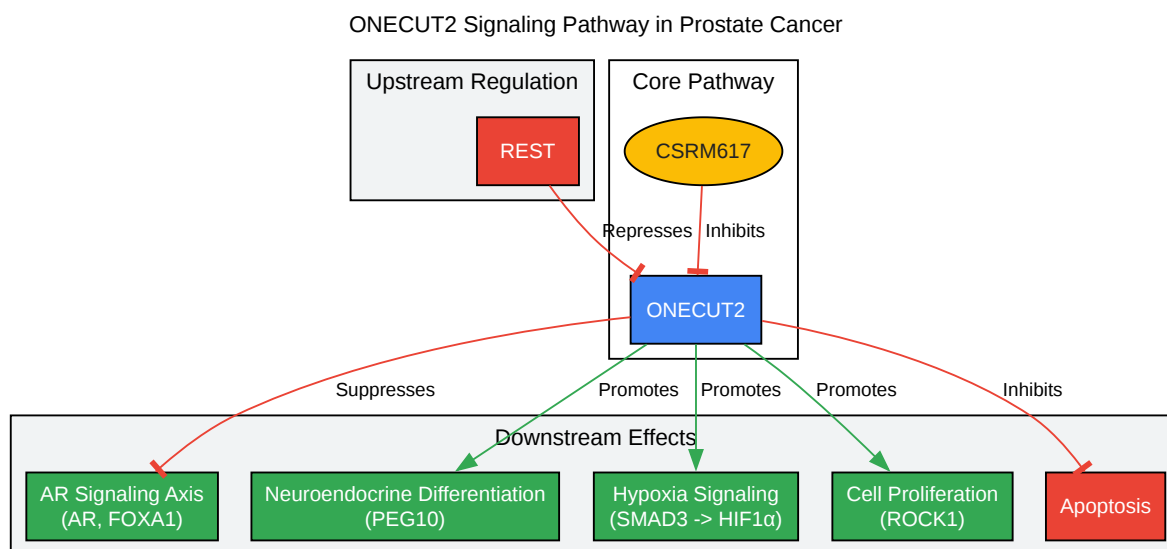 ONECUT2 Signaling Pathway in Prostate Cancer
Upstream Regulation
Core Pathway
REST
CSRM617
Represses
Inhibits
ONECUT2
Suppresses
Promotes
Promotes
Promotes
Inhibits
Downstream Effects
AR Signaling Axis
(AR, FOXA1)
Neuroendocrine Differentiation
(PEG10)
Hypoxia Signaling
(SMAD3 -> HIF1α)
Cell Proliferation
(ROCK1)
Apoptosis